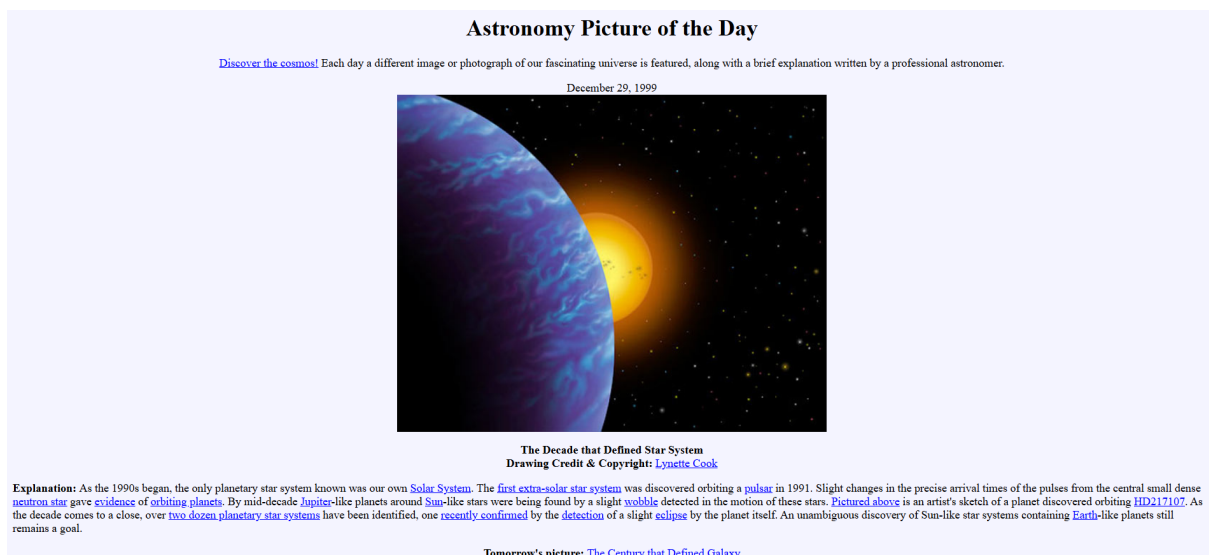 Astronomy Picture of the Day
Discover the cosmos! Each day a different image or photograph of our fascinating universe is featured, along with a brief explanation written by a professional astronomer.
December 29, 1999
The Decade that Defined Star System
Drawing Credit & Copyright: Lynette Cook
Explanation: As the 1990s began, the only planetary star system known was our own Solar System. The first extra-solar star system was discovered orbiting a pulsar in 1991. Slight changes in the precise arrival times of the pulses from the central small dense
neutron star gave evidence of orbiting planets. By mid-decade Jupiter-like planets around Sun-like stars were being found by a slight wobble detected in the motion of these stars. Pictured above is an artist's sketch of a planet discovered orbiting HD217107. As
the decade comes to a close, over two dozen planetary star systems have been identified, one recently confirmed by the detection of a slight eclipse by the planet itself. An unambiguous discovery of Sun-like star systems containing Earth-like planets still
remains a goal.
Tomorrow's picture: The Century that Defined Galaxy